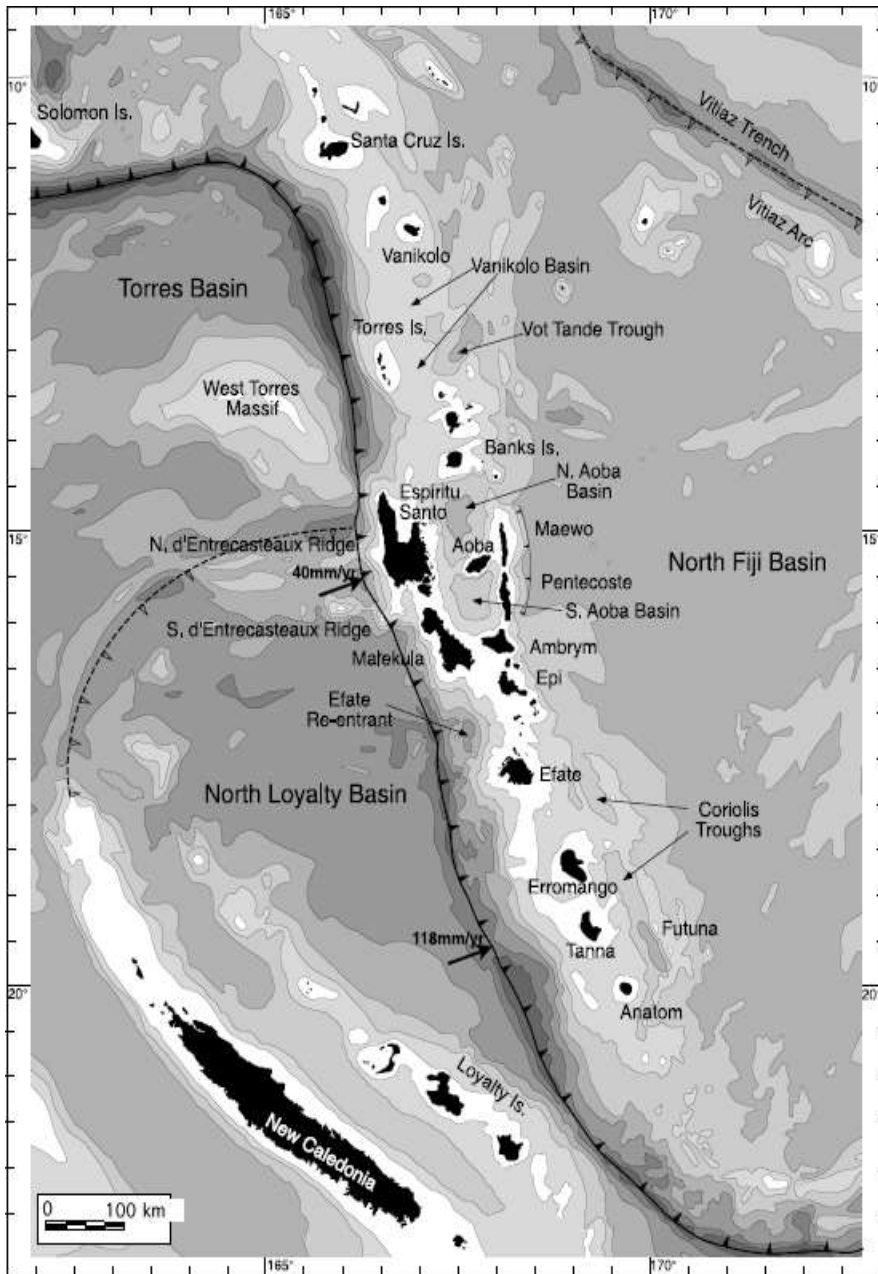 165°
170°
10°
10°
Solomon Is.
Vitiaz Trench
Santa Cruz Is.
Vitiaz Arc
Vanikolo
Vanikolo Basin
Torres Basin
Torres Is.
Vot Tande Trough
West Torres
Massif
Banks Is.
N. Aoba
Basin
Espiritu
Santo
15°
15°
Maewo
N. d'Entrecasteaux Ridge
Aoba
North Fiji Basin
40mm/yr
Pentecoste
S. Aoba Basin
S. d'Entrecasteaux Ridge
Ambrym
Malekula
Epi
Efate
Re-entrant
Efate
North Loyalty Basin
Coriolis
Troughs
Erromango
Futuna
118mm/yr
Tanna
20°
20°
Anatom
Loyalty Is.
New Caledonia
0 100 km
165°
170°